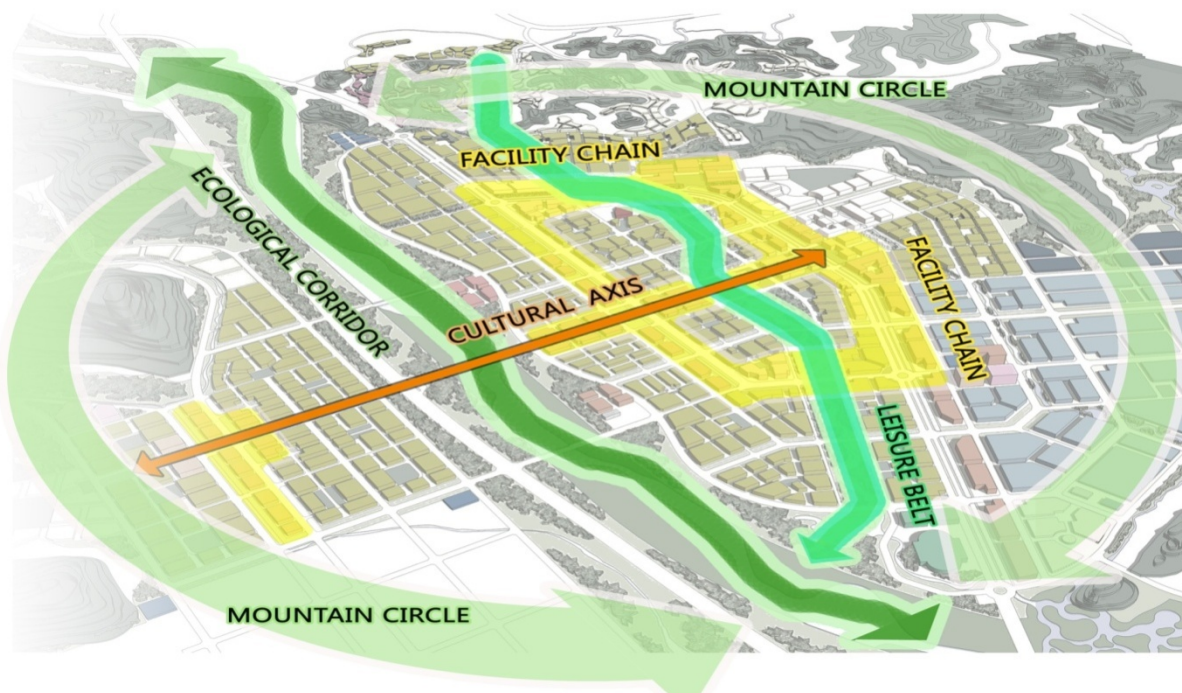 MOUNTAIN CIRCLE
FACILITY CHAIN
ECOLOGICAL CORRIDOR
CULTURAL AXIS
FACILITY CHAIN
LEISURE BELT
MOUNTAIN CIRCLE